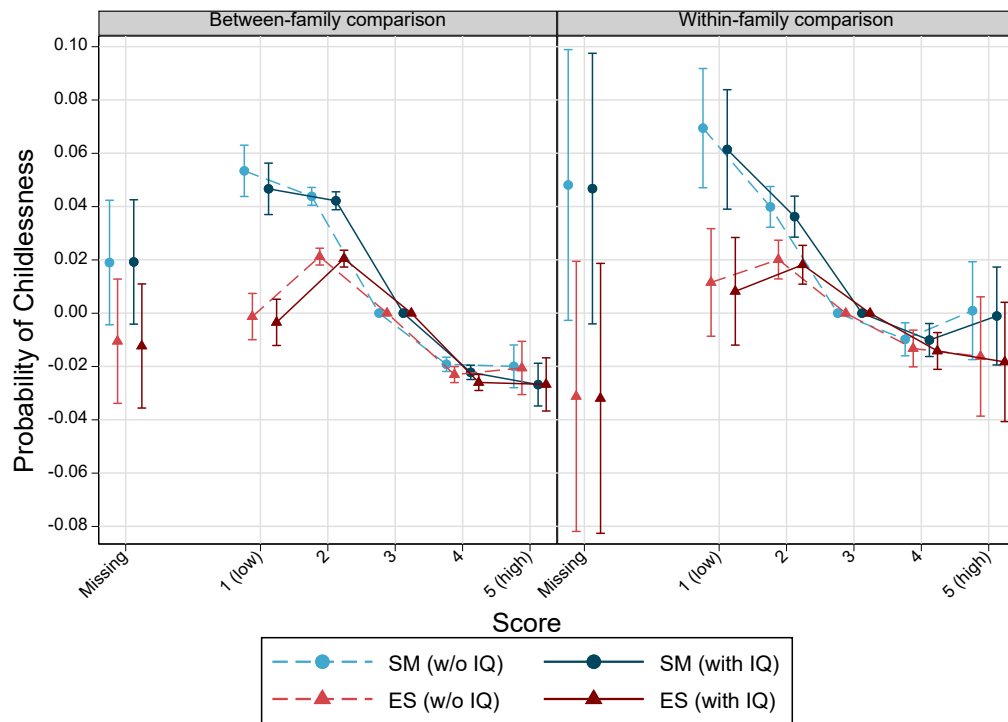 Between-family comparison
Within-family comparison
Probability of Childlessness
0.10
0.08
0.06
0.04
0.02
0.00
-0.02
-0.04
-0.06
-0.08
Missing
1 (low)
2
3
4
5 (high)
Missing
1 (low)
2
3
4
5 (high)
Score
SM (w/o IQ)
SM (with IQ)
ES (w/o IQ)
ES (with IQ)